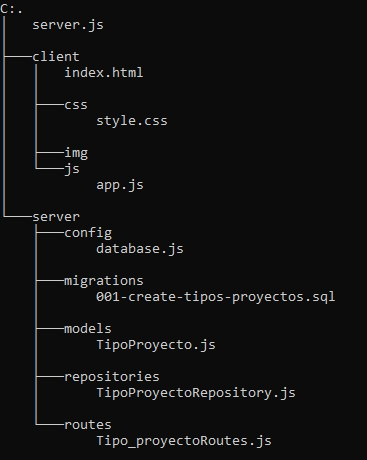 C:.
server.js
client
index.html
css
style.css
img
js
app.js
server
config
database.js
migrations
001-create-tipos-proyectos.sql
models
TipoProyecto.js
repositories
TipoProyectoRepository.js
routes
Tipo_proyectoRoutes.js